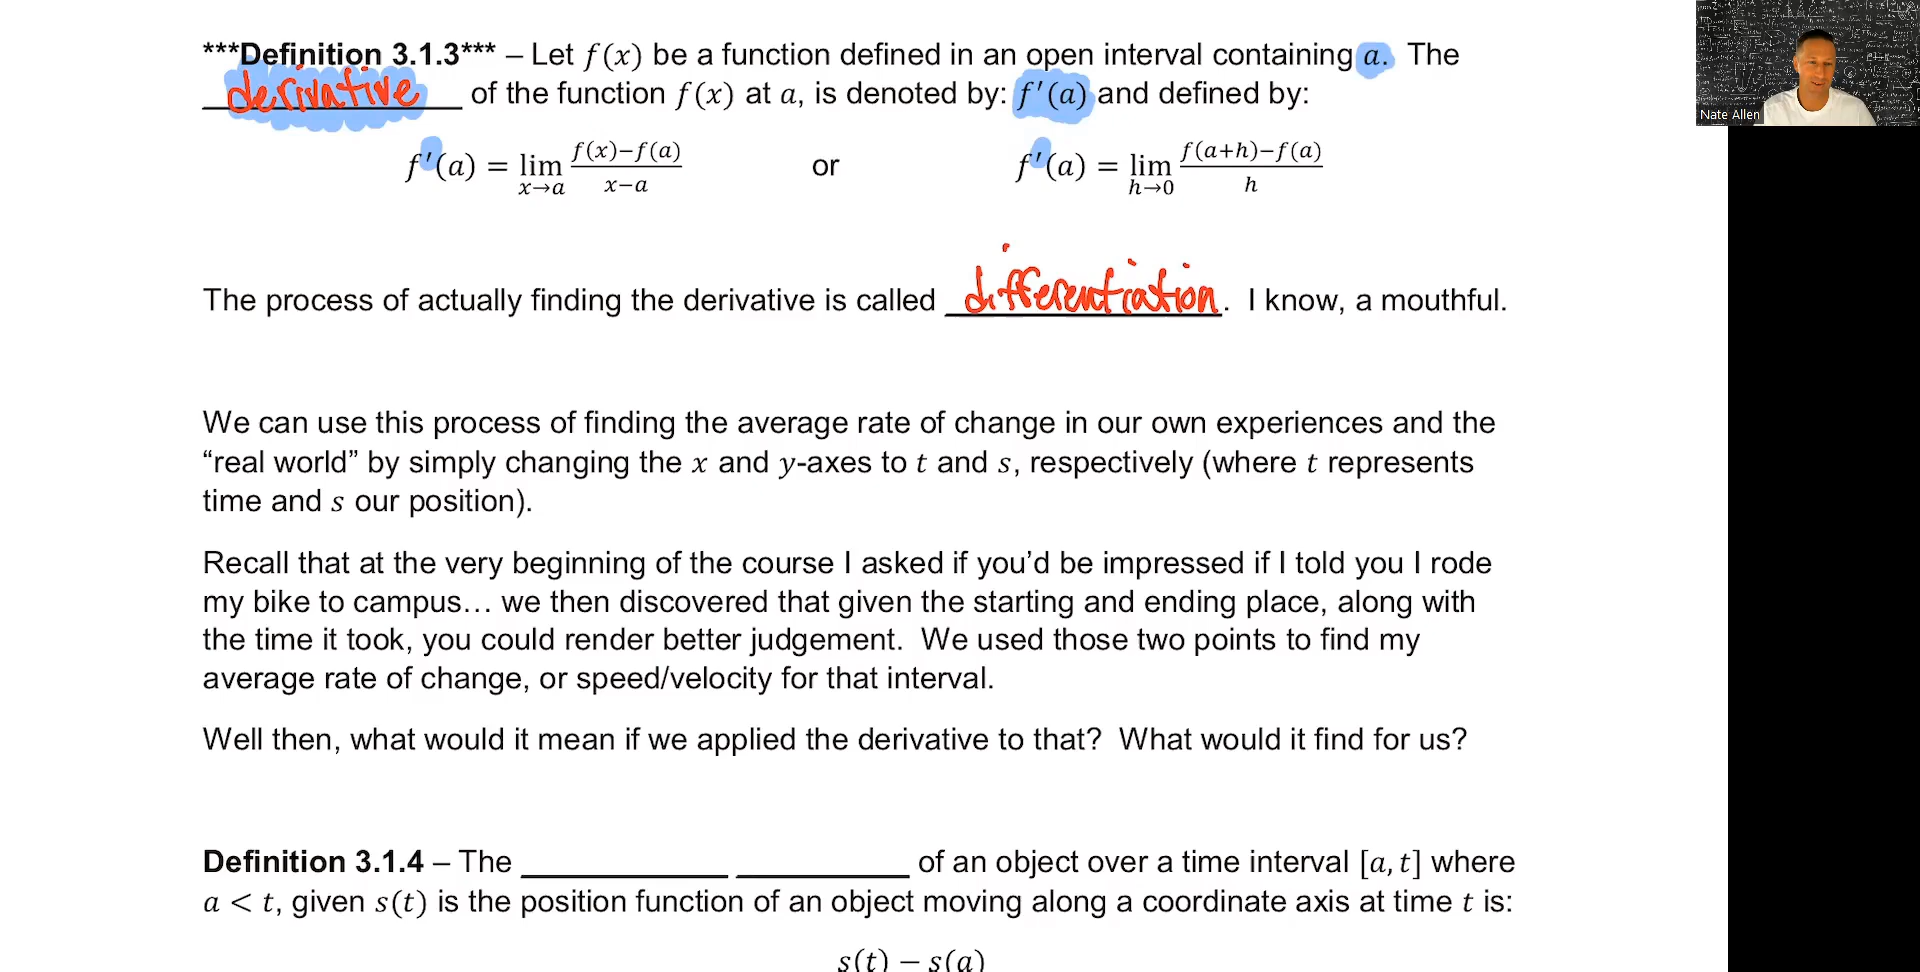 ***Definition 3.1.3*** – Let f(x) be a function defined in an open interval containing a. The
derivative of the function f(x) at a, is denoted by: f′(a) and defined by:
f′(a) = lim x→a f(x)−f(a) / x−a or f′(a) = lim h→0 f(a+h)−f(a) / h
The process of actually finding the derivative is called differentiation. I know, a mouthful.
We can use this process of finding the average rate of change in our own experiences and the
“real world” by simply changing the x and y-axes to t and s, respectively (where t represents
time and s our position).
Recall that at the very beginning of the course I asked if you’d be impressed if I told you I rode
my bike to campus… we then discovered that given the starting and ending place, along with
the time it took, you could render better judgement. We used those two points to find my
average rate of change, or speed/velocity for that interval.
Well then, what would it mean if we applied the derivative to that? What would it find for us?
Definition 3.1.4 – The ____________ __________ of an object over a time interval [a, t] where
a < t, given s(t) is the position function of an object moving along a coordinate axis at time t is:
s(t) − s(a)
Nate Allen